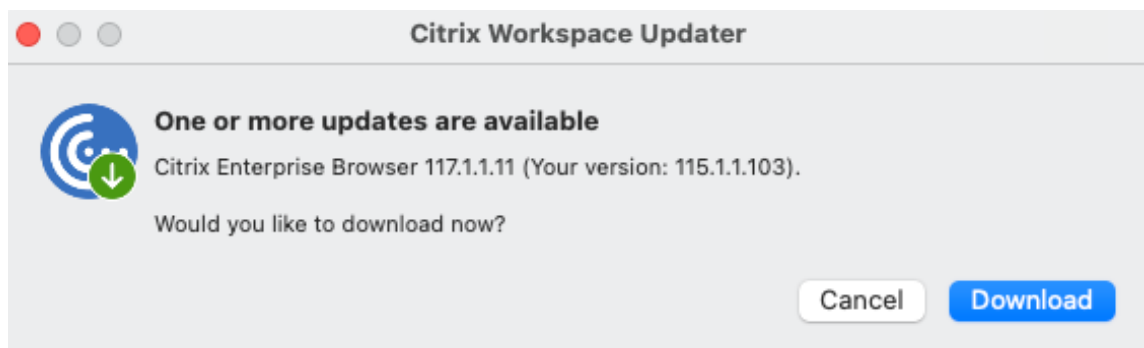 Citrix Workspace Updater
One or more updates are available
Citrix Enterprise Browser 117.1.1.11 (Your version: 115.1.1.103).
Would you like to download now?
Cancel
Download